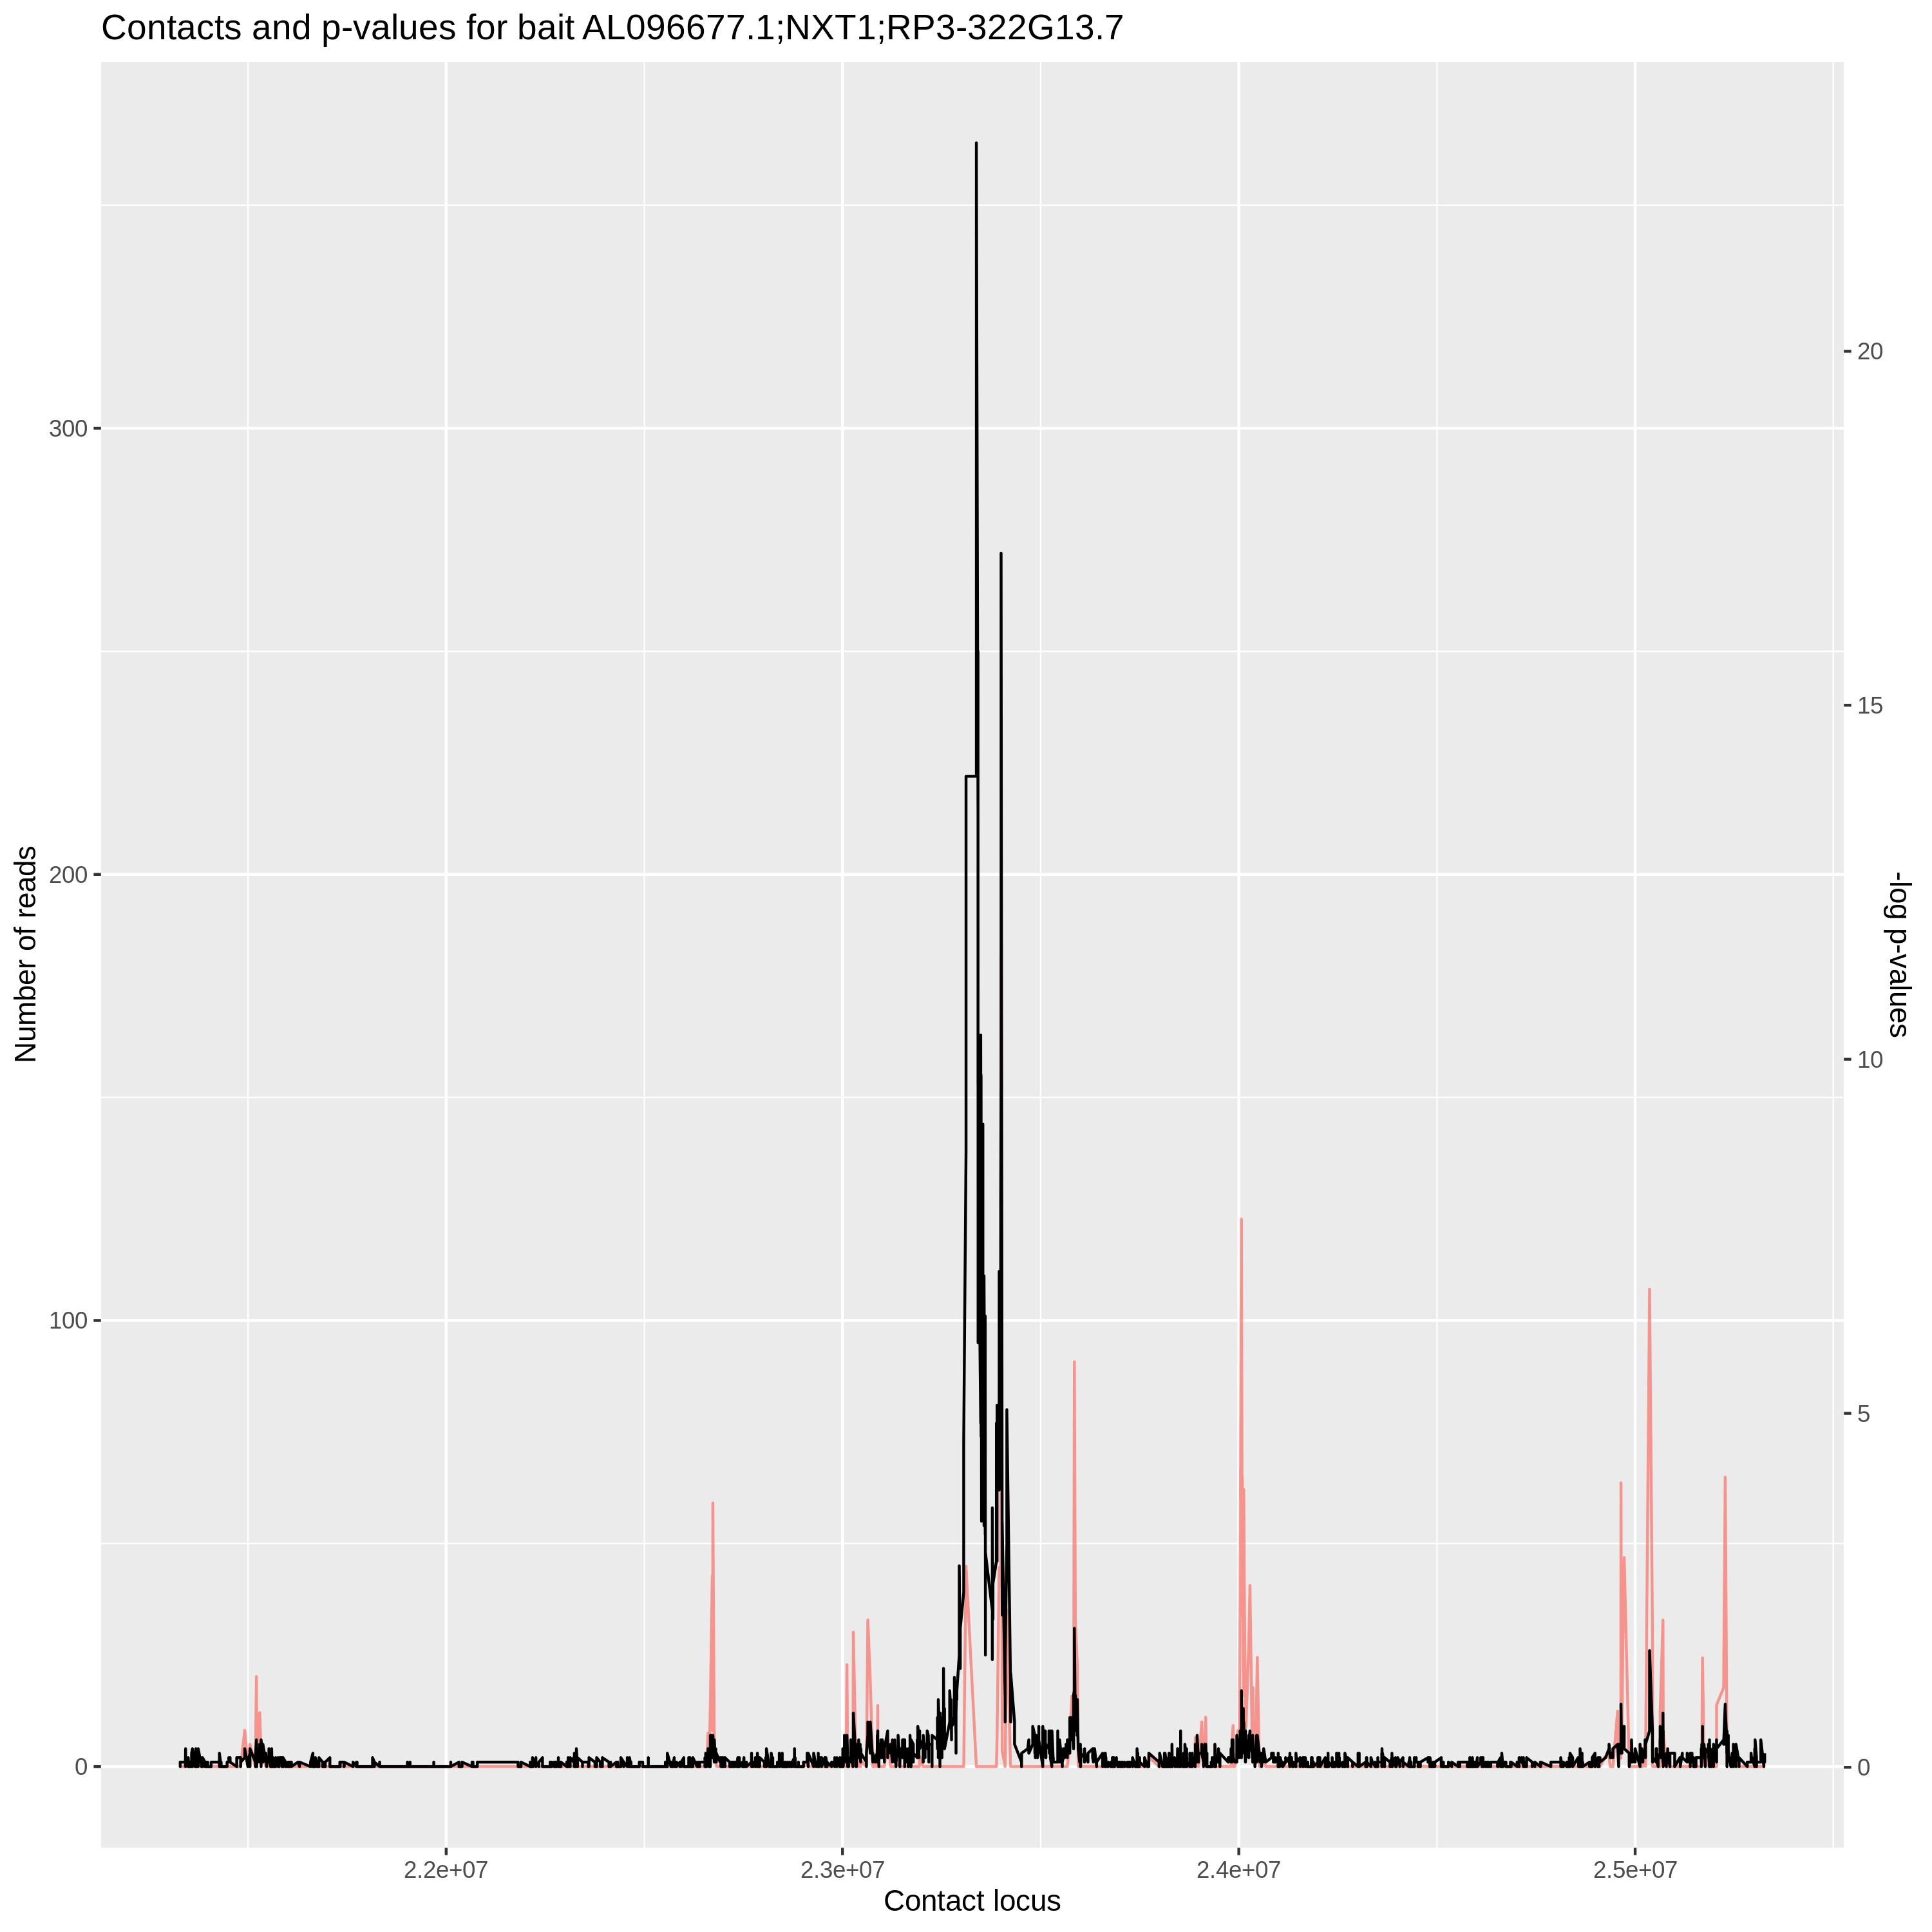 Contacts and p-values for bait AL096677.1;NXT1;RP3-322G13.7
Number of reads
300
200
100
0
20
15
10
5
0
-log p-values
2.2e+07
2.3e+07
2.4e+07
2.5e+07
Contact locus